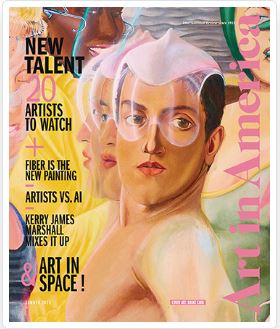 NEW
TALENT
20
ARTISTS
TO WATCH
+
FIBER IS THE
NEW PAINTING
-
ARTISTS VS. AI
-
KERRY JAMES
MARSHALL
MIXES IT UP
& ART IN
SPACE!
Art in America